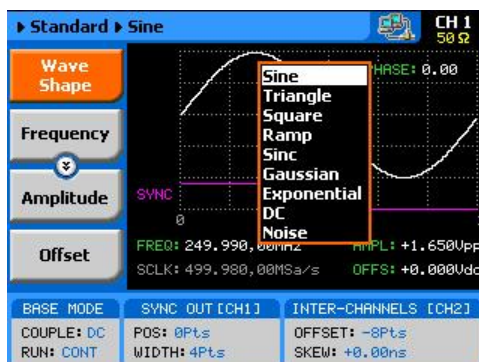 Standard Sine
CH 1
50 Ω
Wave
Shape
Frequency
Amplitude
Offset
PHASE: 0.00
Sine
Triangle
Square
Ramp
Sinc
Gaussian
Exponential
DC
Noise
SYNC
0
FREQ: 249.990,00MHz
AMPL: +1.650Vpp
SCLK: 499.980,00MSa/s
OFFS: +0.000Vdc
BASE MODE
COUPLE: DC
RUN: CONT
SYNC OUT [CH1]
POS: 0Pts
WIDTH: 4Pts
INTER-CHANNELS [CH2]
OFFSET: -8Pts
SKEW: +0.00ns